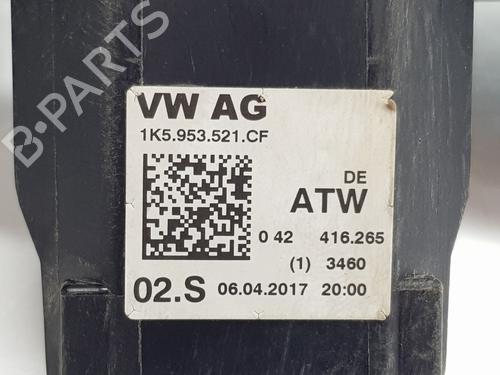 B-PARTS
VW AG
1K5.953.521.CF
DE
ATW
0 42 416.265
(1) 3460
02.S 06.04.2017 20:00